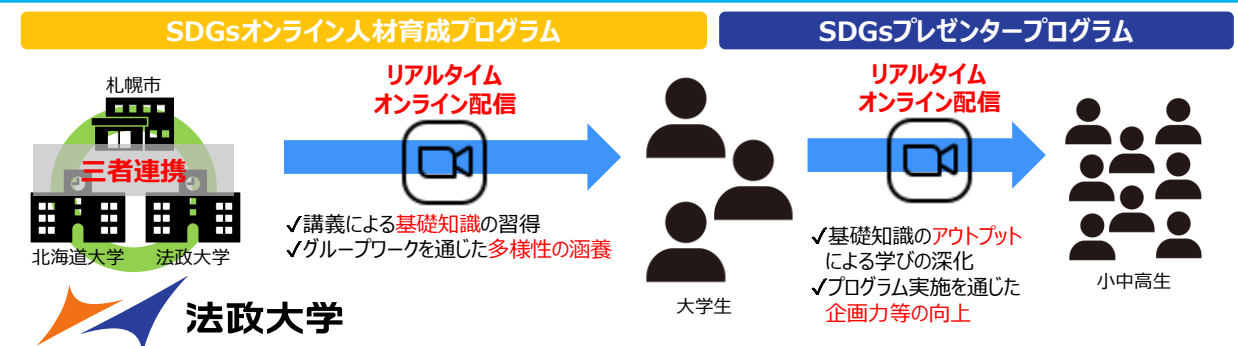 SDGsオンライン人材育成プログラム
SDGsプレゼンタープログラム
札幌市
三者連携
北海道大学 法政大学
法政大学
リアルタイム
オンライン配信
✓講義による基礎知識の習得
✓グループワークを通じた多様性の涵養
大学生
リアルタイム
オンライン配信
✓基礎知識のアウトプット
による学びの深化
✓プログラム実施を通じた
企画力等の向上
小中高生